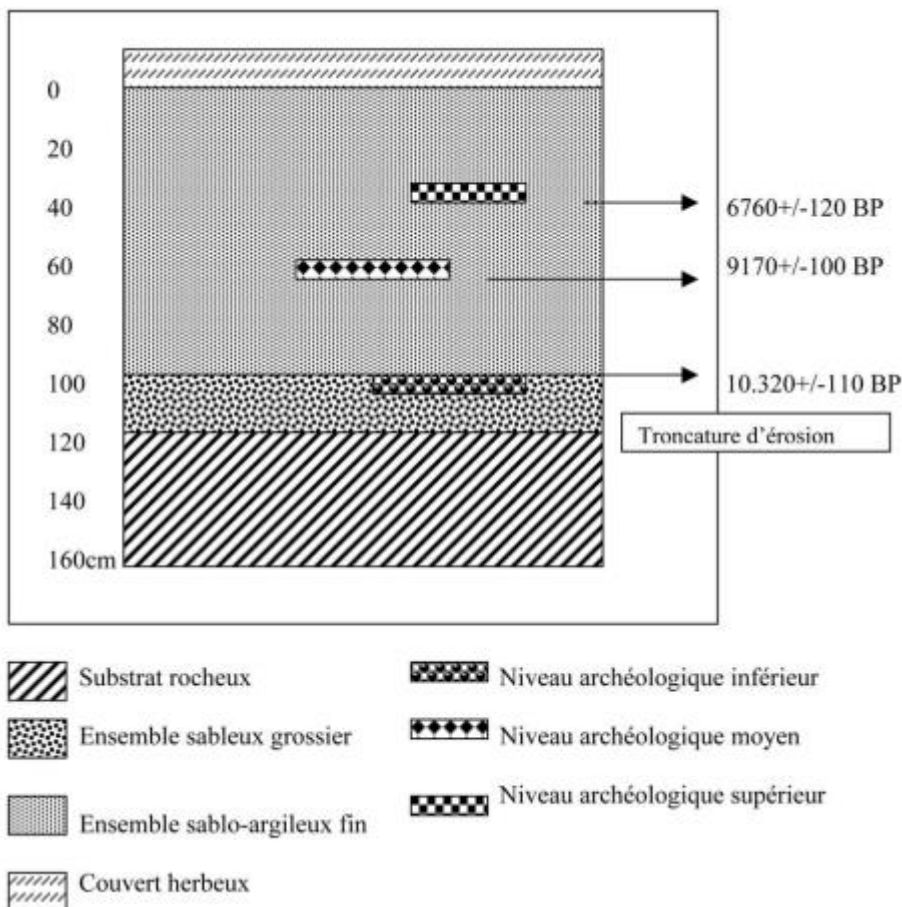 0
20
40
60
80
100
120
140
160cm
6760+/-120 BP
9170+/-100 BP
10.320+/-110 BP
Troncature d’érosion
Substrat rocheux
Ensemble sableux grossier
Ensemble sablo-argileux fin
Couvert herbeux
Niveau archéologique inférieur
Niveau archéologique moyen
Niveau archéologique supérieur